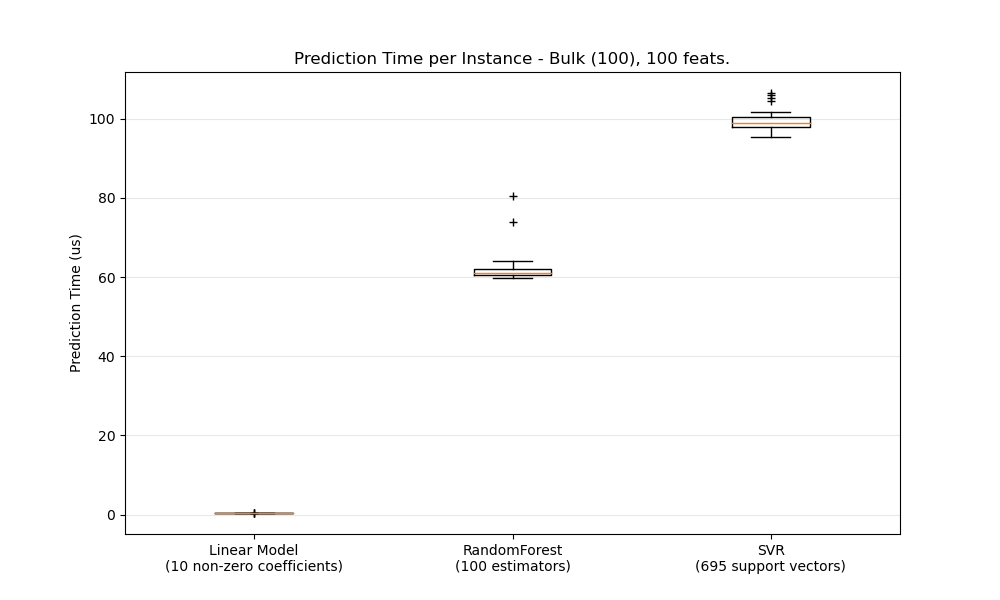 Prediction Time per Instance - Bulk (100), 100 feats.
Prediction Time (us)
100
80
60
40
20
0
Linear Model
(10 non-zero coefficients)
RandomForest
(100 estimators)
SVR
(695 support vectors)